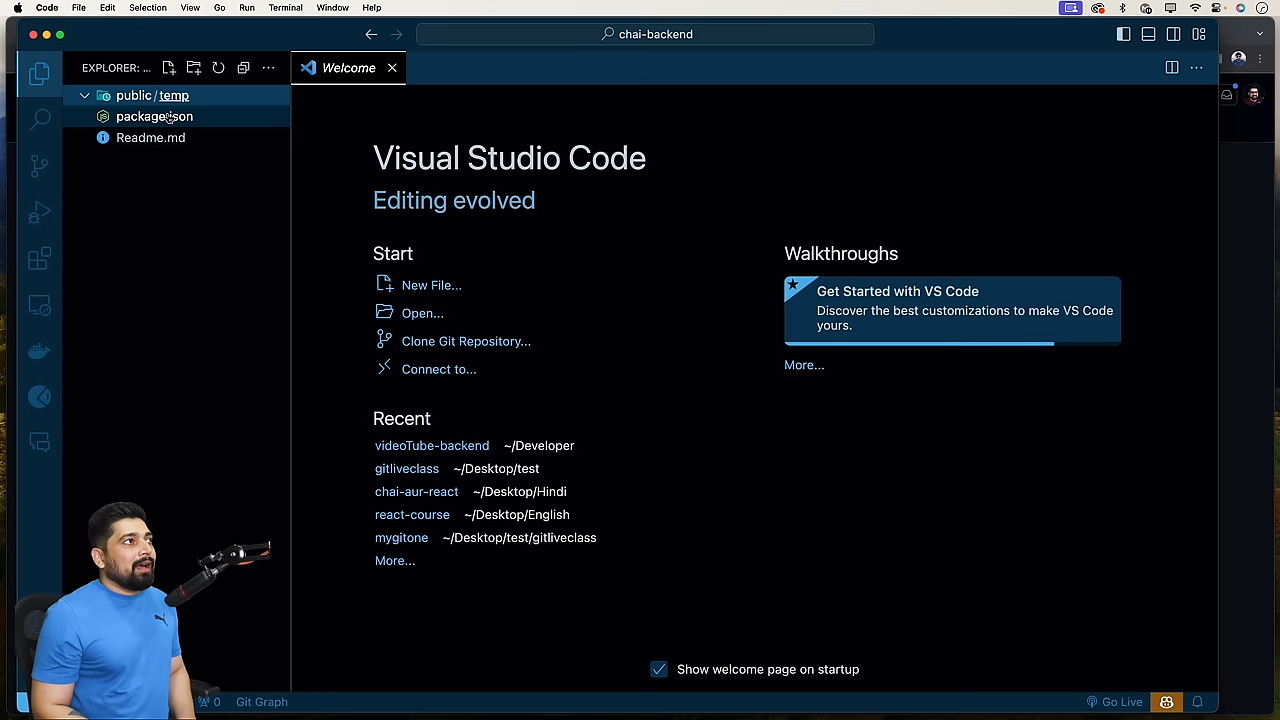 Code File Edit Selection View Go Run Terminal Window Help
chai-backend
EXPLORER: ...
Welcome
public / temp
package.json
Readme.md
Visual Studio Code
Editing evolved
Start
New File...
Open...
Clone Git Repository...
Connect to...
Walkthroughs
Get Started with VS Code
Discover the best customizations to make VS Code
yours.
More...
Recent
videoTube-backend ~/Developer
gitliveclass ~/Desktop/test
chai-aur-react ~/Desktop/Hindi
react-course ~/Desktop/English
mygitone ~/Desktop/test/gitliveclass
More...
Show welcome page on startup
0 Git Graph
Go Live